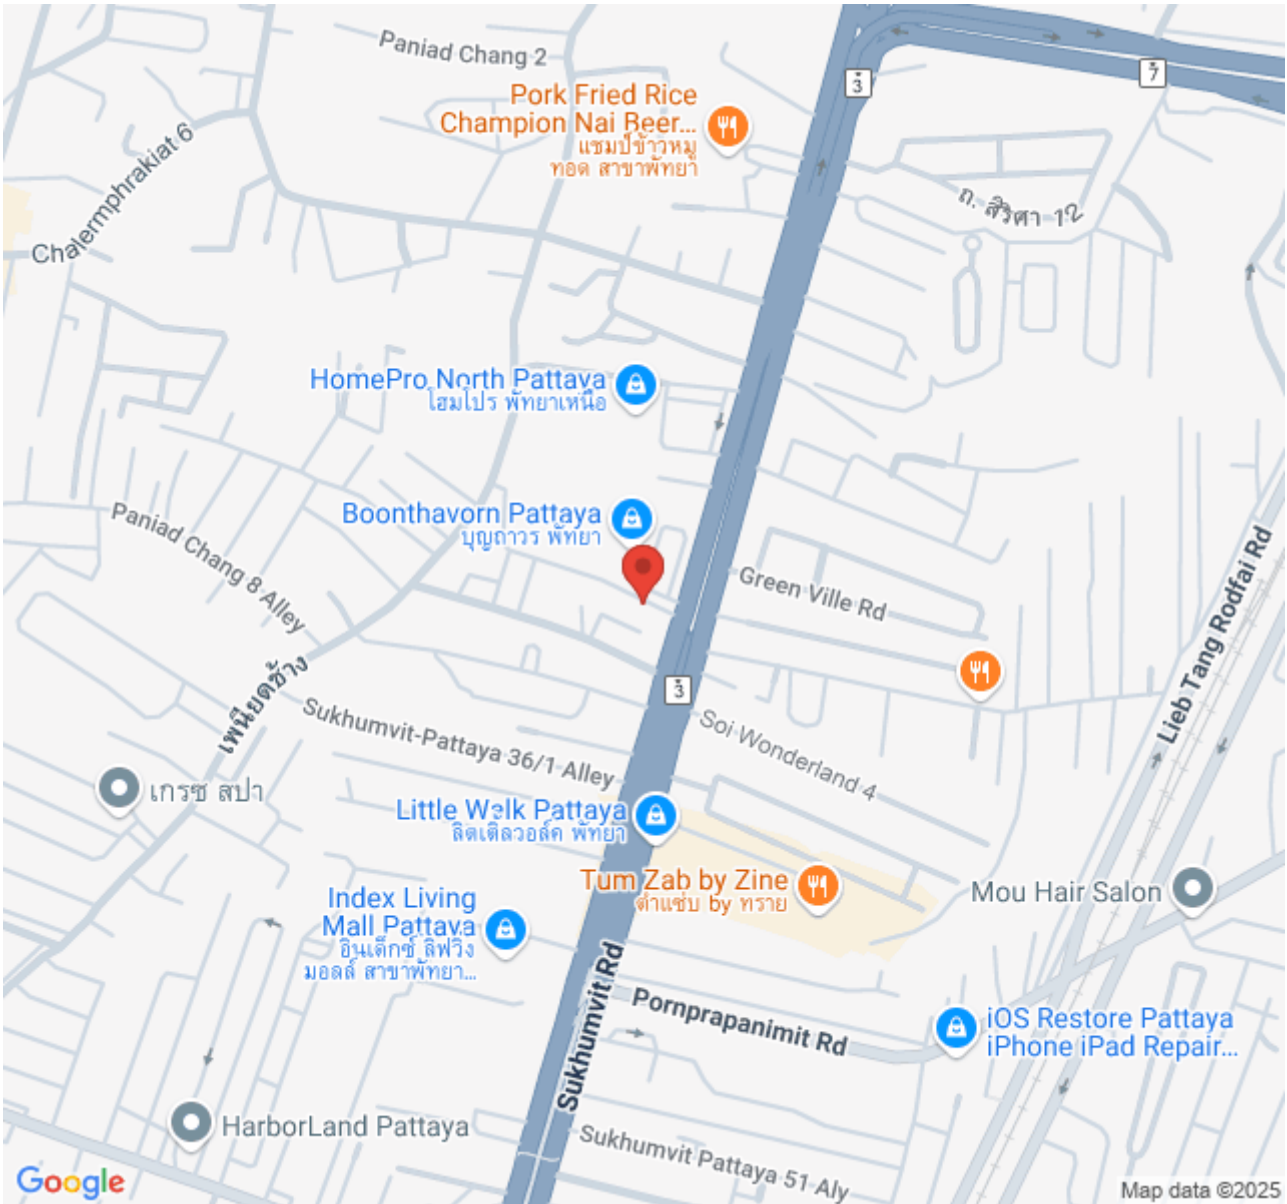 Paniad Chang 2
3
7
Pork Fried Rice
Champion Nai Beer...
แชมป์ข้าวหมู
ทอด สาขาพัทยา
Chalermphrakiat 6
ถ. สิริศา 12
HomePro North Pattaya
โฮมโปร พัทยาเหนือ
Boonthavorn Pattaya
บุญถาวร พัทยา
Paniad Chang 8 Alley
Green Ville Rd
Lieb Tang Rodfai Rd
เพนียดช้าง
3
Sukhumvit-Pattaya 36/1 Alley
Soi Wonderland 4
เกรซ สปา
Little Walk Pattaya
ลิตเติลวอล์ค พัทยา
Tum Zab by Zine
ตำแซ่บ by ทราย
Mou Hair Salon
Index Living
Mall Pattaya
อินเด็กซ์ ลิฟวิ่ง
มอลล์ สาขาพัทยา...
Sukhumvit Rd
Pornprapanimit Rd
iOS Restore Pattaya
iPhone iPad Repair...
HarborLand Pattaya
Sukhumvit Pattaya 51 Aly
Google
Map data ©2025